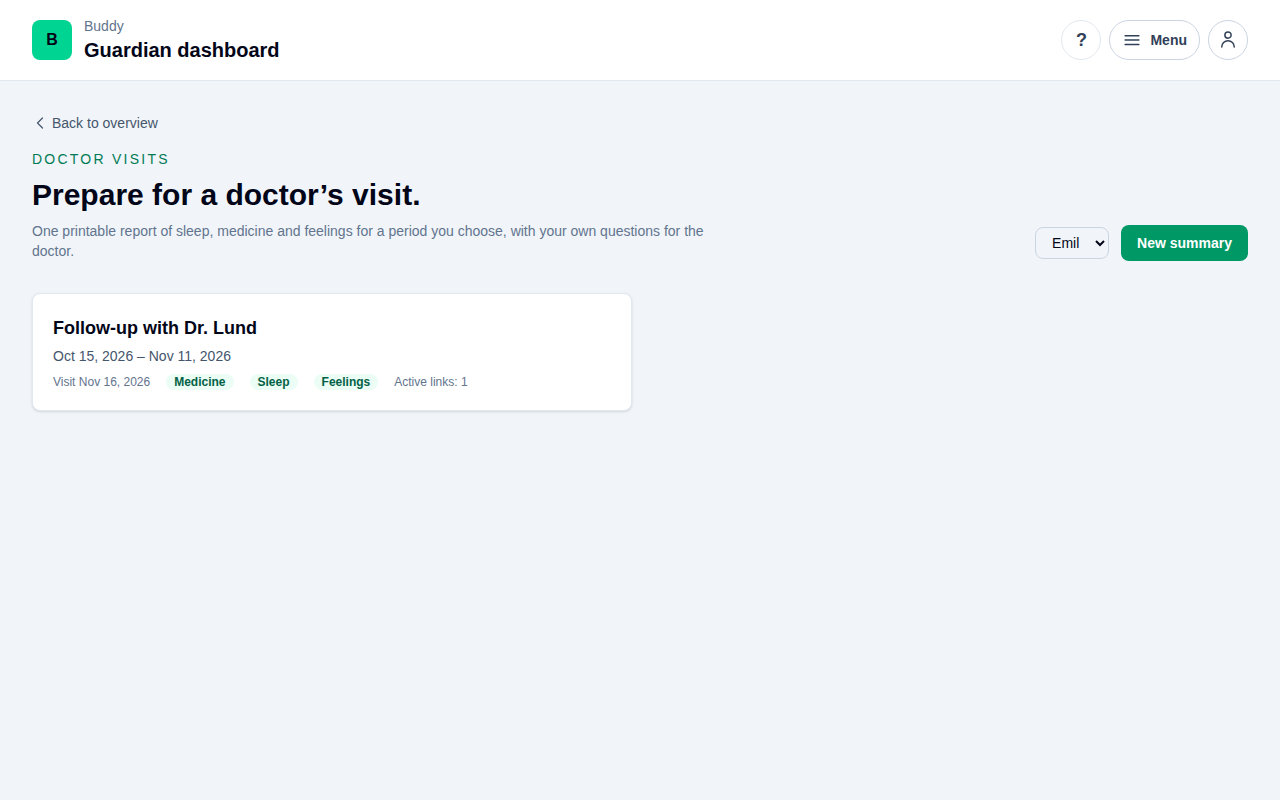 B
Buddy
Guardian dashboard
?
Menu
Back to overview
DOCTOR VISITS
Prepare for a doctor’s visit.
One printable report of sleep, medicine and feelings for a period you choose, with your own questions for the
doctor.
Emil
New summary
Follow-up with Dr. Lund
Oct 15, 2026 – Nov 11, 2026
Visit Nov 16, 2026 Medicine Sleep Feelings Active links: 1